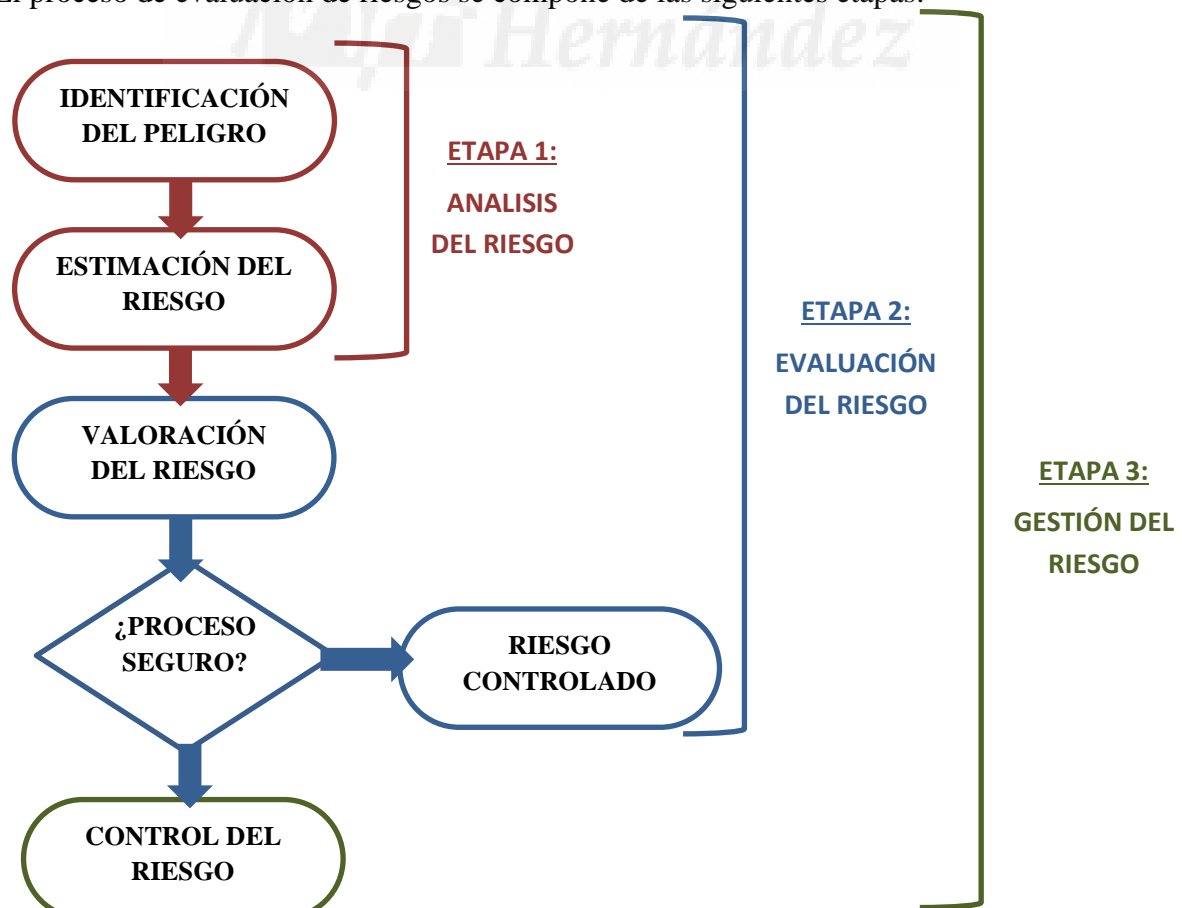 El proceso de evaluación de riesgos se compone de las siguientes etapas:
Hernández
IDENTIFICACIÓN
DEL PELIGRO
ETAPA 1:
ANALISIS
DEL RIESGO
ESTIMACIÓN DEL
RIESGO
ETAPA 2:
EVALUACIÓN
DEL RIESGO
VALORACIÓN
DEL RIESGO
ETAPA 3:
GESTIÓN DEL
RIESGO
¿PROCESO
SEGURO?
RIESGO
CONTROLADO
CONTROL DEL
RIESGO